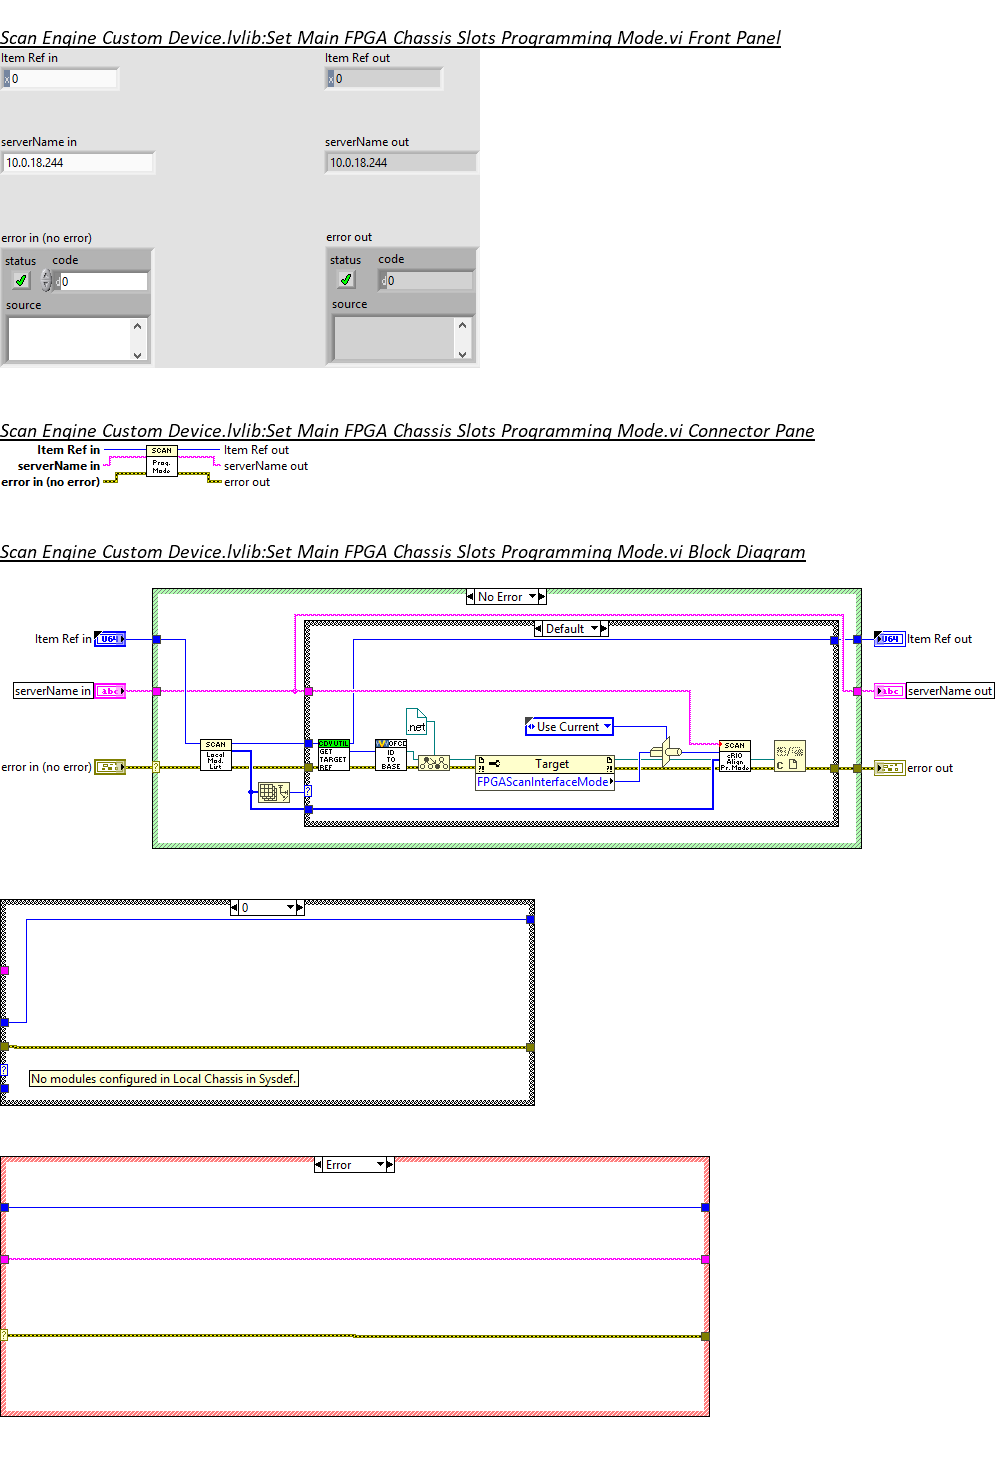 Scan Engine Custom Device.lvlib:Set Main FPGA Chassis Slots Programming Mode.vi Front Panel
Item Ref in
Item Ref out
x 0
x 0
serverName in
serverName out
10.0.18.244
10.0.18.244
error in (no error)
error out
status code
status code
d 0
d 0
source
source
Scan Engine Custom Device.lvlib:Set Main FPGA Chassis Slots Programming Mode.vi Connector Pane
Item Ref in
SCAN
Item Ref out
serverName in
Prog.
Mode
serverName out
error in (no error)
error out
Scan Engine Custom Device.lvlib:Set Main FPGA Chassis Slots Programming Mode.vi Block Diagram
No Error
Default
Item Ref in
U64
U64
Item Ref out
serverName in
abc
abc
serverName out
.net
Use Current
SCAN
Local
Mod.
List
GET
TARGET
REF
ID
TO
BASE
Target
FPGAScanInterfaceMode
SCAN
cRIO
Align
Pr. Mode
C
error in (no error)
?
error out
?
0
?
No modules configured in Local Chassis in Sysdef.
Error
?